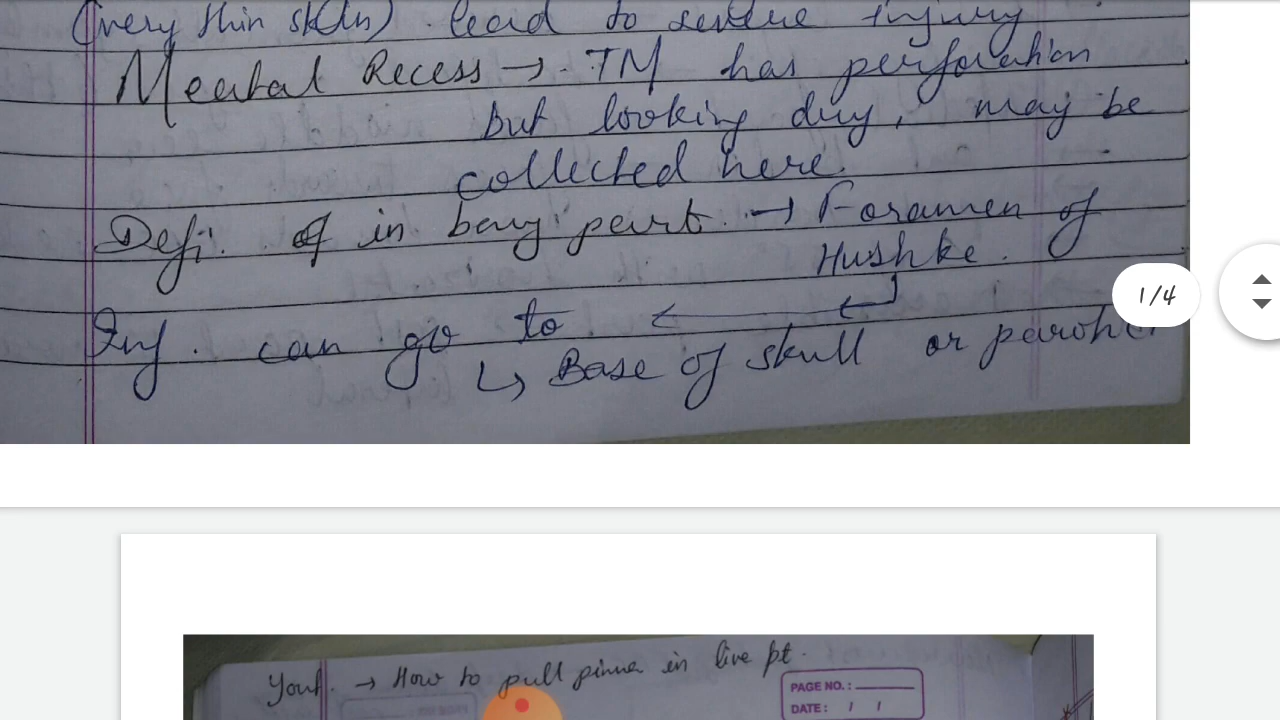 (very thin skin) lead to severe injury
Meatal Recess → TM has perforation
but looking dry, may be
collected here.
Defi. of in bony part. → Foramen of
Hushke.
Inf. can go to ←
↳ Base of skull or parotid
1/4
→ How to pull pinna in live pt.
PAGE NO.:
DATE: / /